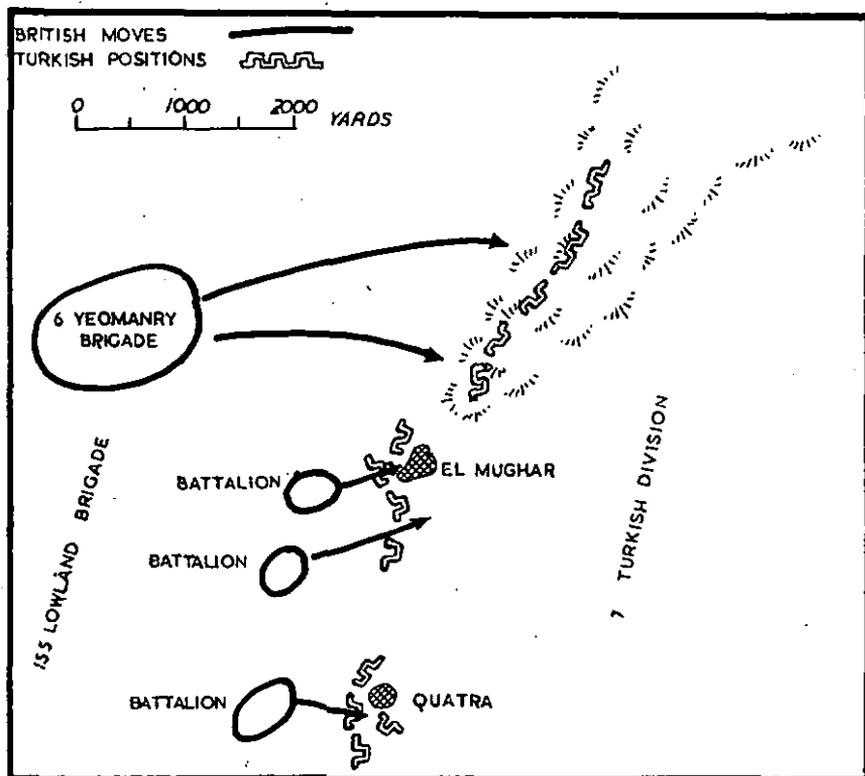 BRITISH MOVES
TURKISH POSITIONS
0 1000 2000 YARDS
6 YEOMANRY
BRIGADE
155 LOWLAND BRIGADE
BATTALION
EL MUGHAR
BATTALION
7 TURKISH DIVISION
BATTALION
QUATRA